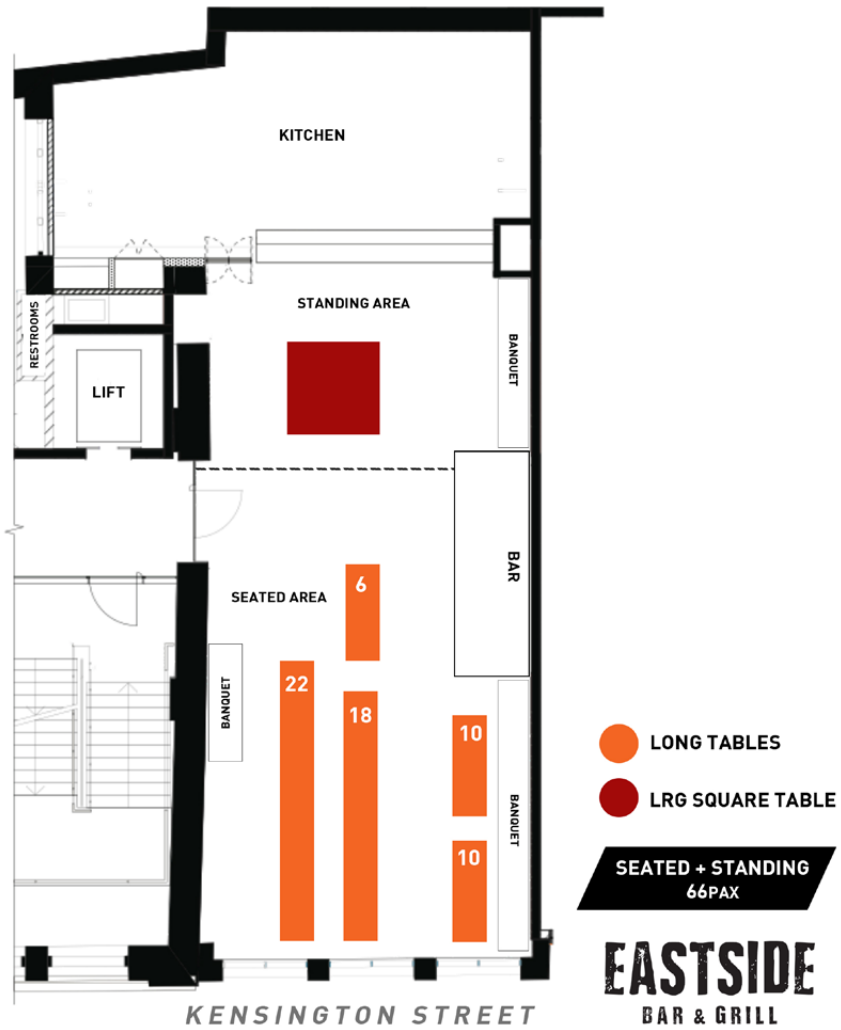 KITCHEN
STANDING AREA
RESTROOMS
LIFT
BANQUET
BAR
SEATED AREA
6
22
18
BANQUET
10
10
BANQUET
LONG TABLES
LRG SQUARE TABLE
SEATED + STANDING
66PAX
EASTSIDE
BAR & GRILL
KENSINGTON STREET